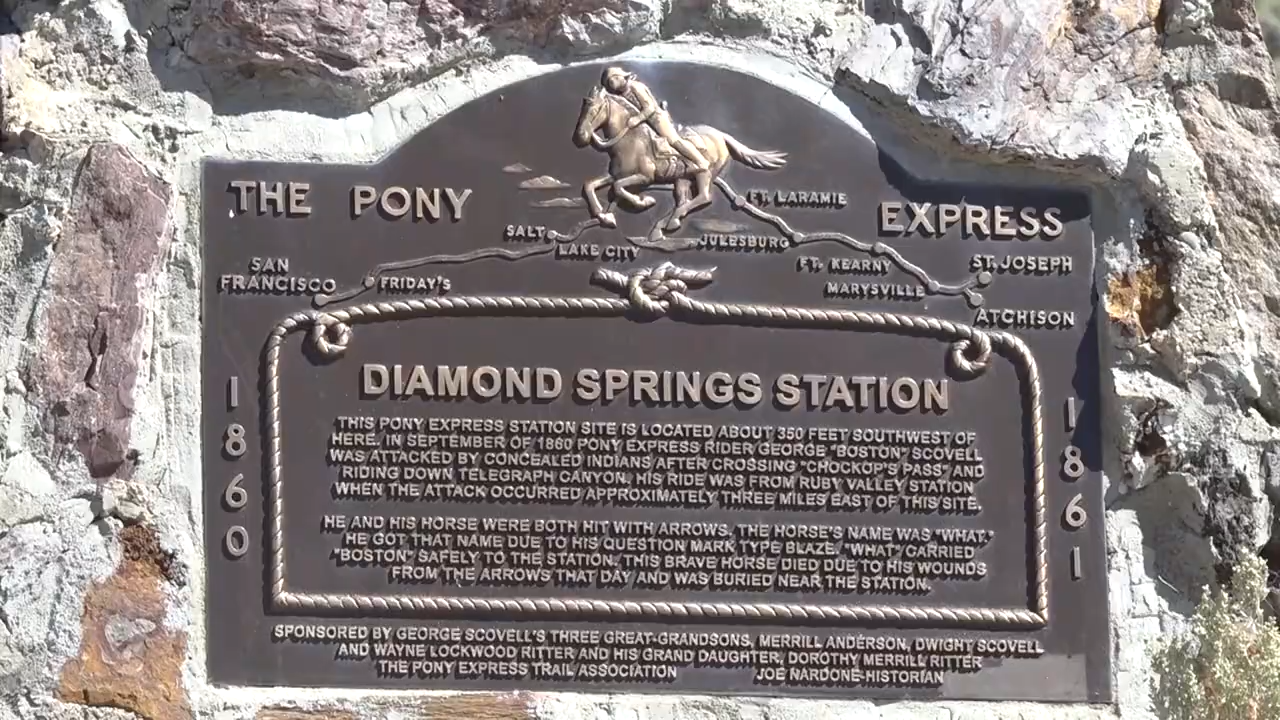 THE PONY EXPRESS
FT. LARAMIE
SALT
LAKE CITY
JULESBURG
SAN
FRANCISCO
FRIDAY'S
FT. KEARNY
ST. JOSEPH
MARYSVILLE
ATCHISON
1860
1861
DIAMOND SPRINGS STATION
THIS PONY EXPRESS STATION SITE IS LOCATED ABOUT 350 FEET SOUTHWEST OF
HERE. IN SEPTEMBER OF 1860 PONY EXPRESS RIDER GEORGE "BOSTON" SCOVELL
WAS ATTACKED BY CONCEALED INDIANS AFTER CROSSING "CHOCKOP'S PASS" AND
RIDING DOWN TELEGRAPH CANYON. HIS RIDE WAS FROM RUBY VALLEY STATION
WHEN THE ATTACK OCCURRED APPROXIMATELY THREE MILES EAST OF THIS SITE.
HE AND HIS HORSE WERE BOTH HIT WITH ARROWS. THE HORSE'S NAME WAS "WHAT."
HE GOT THAT NAME DUE TO HIS QUESTION MARK TYPE BLAZE. "WHAT" CARRIED
"BOSTON" SAFELY TO THE STATION. THIS BRAVE HORSE DIED DUE TO HIS WOUNDS
FROM THE ARROWS THAT DAY AND WAS BURIED NEAR THE STATION.
SPONSORED BY GEORGE SCOVELL'S THREE GREAT-GRANDSONS, MERRILL ANDERSON, DWIGHT SCOVELL
AND WAYNE LOCKWOOD RITTER AND HIS GRAND DAUGHTER, DOROTHY MERRILL RITTER
THE PONY EXPRESS TRAIL ASSOCIATION JOE NARDONE-HISTORIAN